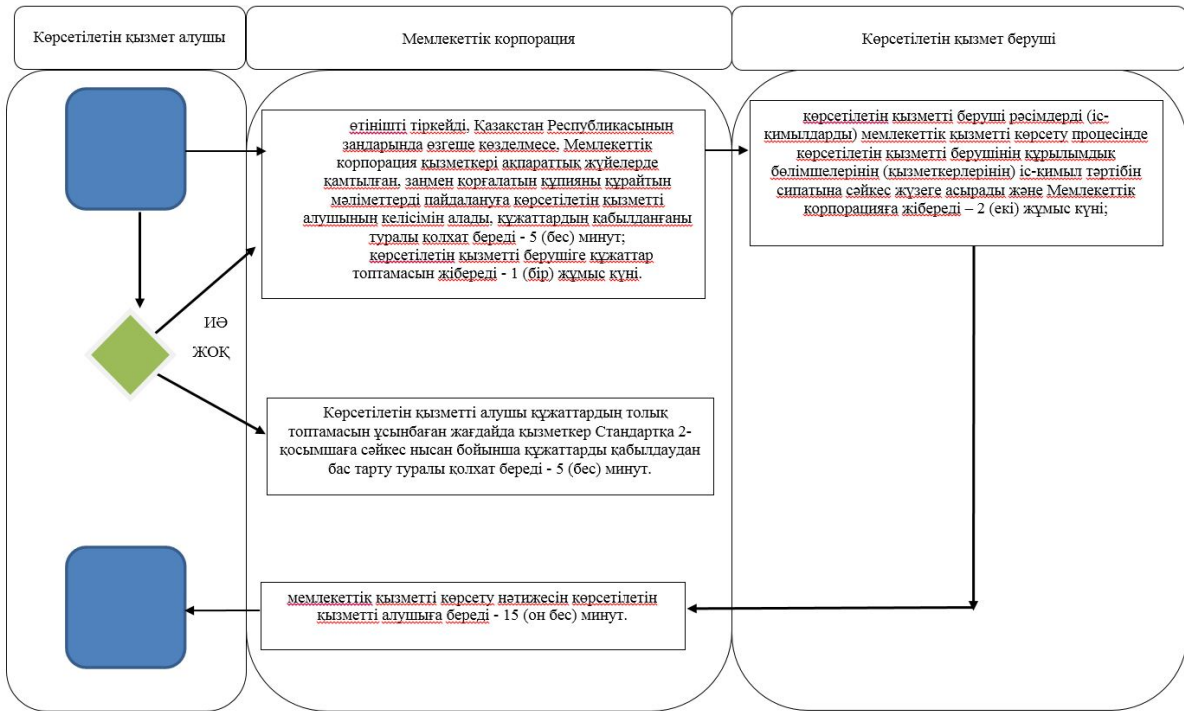 Көрсетілетін қызмет алушы
Мемлекеттік корпорация
Көрсетілетін қызмет беруші
өтінішті тіркейді, Қазақстан Республикасының
заңдарында өзгеше көзделмесе, Мемлекеттік
корпорация қызметкері ақпараттық жүйелерде
қамтылған, заңмен қорғалатын құпияны құрайтын
мәліметтерді пайдалануға көрсетілетін қызметті
алушының келісімін алады, құжаттардың қабылданғаны
туралы қолхат береді - 5 (бес) минут;
көрсетілетін қызметті берушіге құжаттар
топтамасын жібереді - 1 (бір) жұмыс күні.
көрсетілетін қызметті беруші рәсімдерді (іс-
қимылдарды) мемлекеттік қызметті көрсету процесінде
көрсетілетін қызметті берушінің құрылымдық
бөлімшелерінің (қызметкерлерінің) іс-қимыл тәртібін
сипатына сәйкес жүзеге асырады және Мемлекеттік
корпорацияға жібереді – 2 (екі) жұмыс күні;
ИӘ
ЖОҚ
Көрсетілетін қызметті алушы құжаттардың толық
топтамасын ұсынбаған жағдайда қызметкер Стандартқа 2-
қосымшаға сәйкес нысан бойынша құжаттарды қабылдаудан
бас тарту туралы қолхат береді - 5 (бес) минут.
мемлекеттік қызметті көрсету нәтижесін көрсетілетін
қызметті алушыға береді - 15 (он бес) минут.